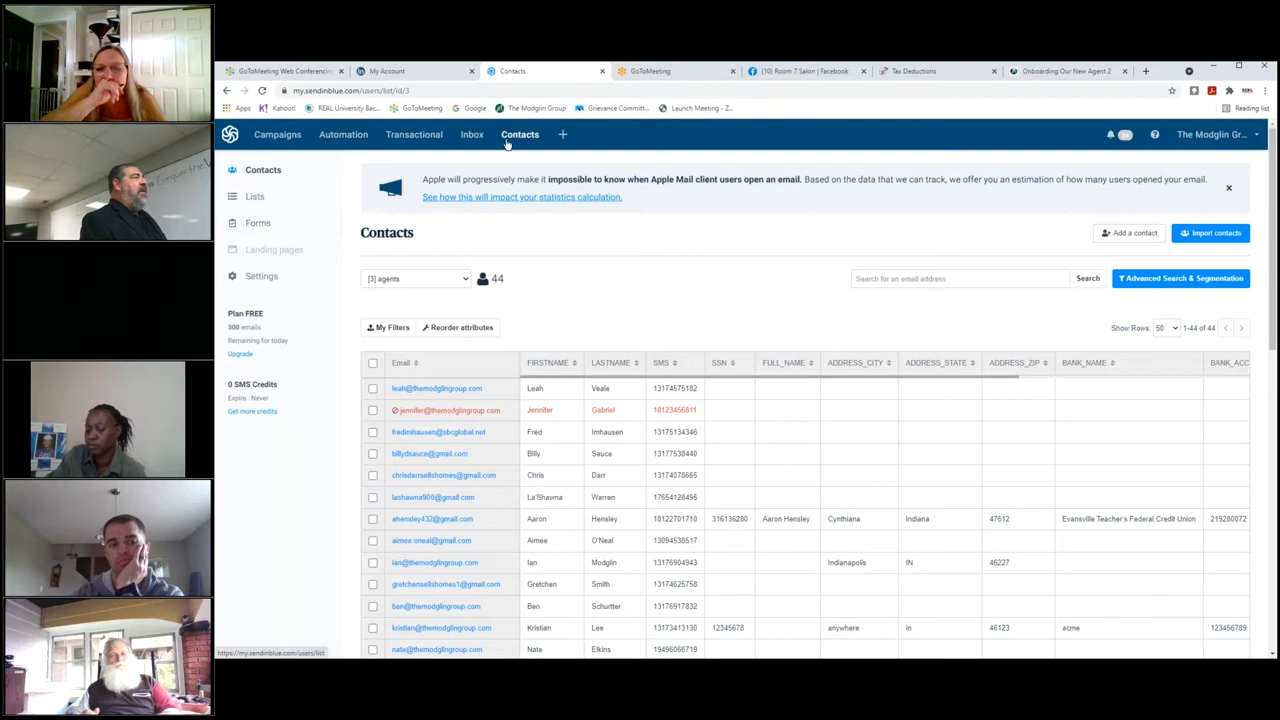 GoToMeeting Web Conferencing
My Account
Contacts
GoToMeeting
(10) Room 7 Salon | Facebook
Tax Deductions
Onboarding Our New Agent 2
my.sendinblue.com/users/list/id/3
Apps
Kahoot!
REAL University Bac...
GoToMeeting
Google
The Modglin Group
Grievance Committ...
Launch Meeting - Z...
Reading list
Campaigns
Automation
Transactional
Inbox
Contacts
The Modglin Gr...
Contacts
Lists
Forms
Landing pages
Settings
Plan FREE
300 emails
Remaining for today
Upgrade
0 SMS Credits
Expire : Never
Get more credits
Apple will progressively make it impossible to know when Apple Mail client users open an email. Based on the data that we can track, we offer you an estimation of how many users opened your email.
See how this will impact your statistics calculation.
Contacts
Add a contact
Import contacts
[3] agents
44
Search for an email address
Search
Advanced Search & Segmentation
My Filters
Reorder attributes
Show Rows: 50 1-44 of 44
Email FIRSTNAME LASTNAME SMS SSN FULL_NAME ADDRESS_CITY ADDRESS_STATE ADDRESS_ZIP BANK_NAME BANK_ACC
leah@themodglingroup.com Leah Veale 13174575182
jennifer@themodglingroup.com Jennifer Gabriel 18123456811
fredimhausen@sbcglobal.net Fred Imhausen 13175134346
billydsauce@gmail.com Billy Sauce 13177538440
chrisdarrsellshomes@gmail.com Chris Darr 13174078665
lashawna900@gmail.com La'Shawna Warren 17654128495
ahensley432@gmail.com Aaron Hensley 18122701710 [SSN redacted] Aaron Hensley Cynthiana Indiana 47612 Evansville Teacher's Federal Credit Union [bank number redacted]
aimee.oneal@gmail.com Aimee O'Neal 13094538517
ian@themodglingroup.com Ian Modglin 13176904943 Indianapolis IN 46227
gretchensellshomes1@gmail.com Gretchen Smith 13174625758
ben@themodglingroup.com Ben Schurtter 13176917832
kristian@themodglingroup.com Kristian Lee 13173413130 12345678 anywhere in 46123 acme 123456789
nate@themodglingroup.com Nate Elkins 19496066719
https://my.sendinblue.com/users/list